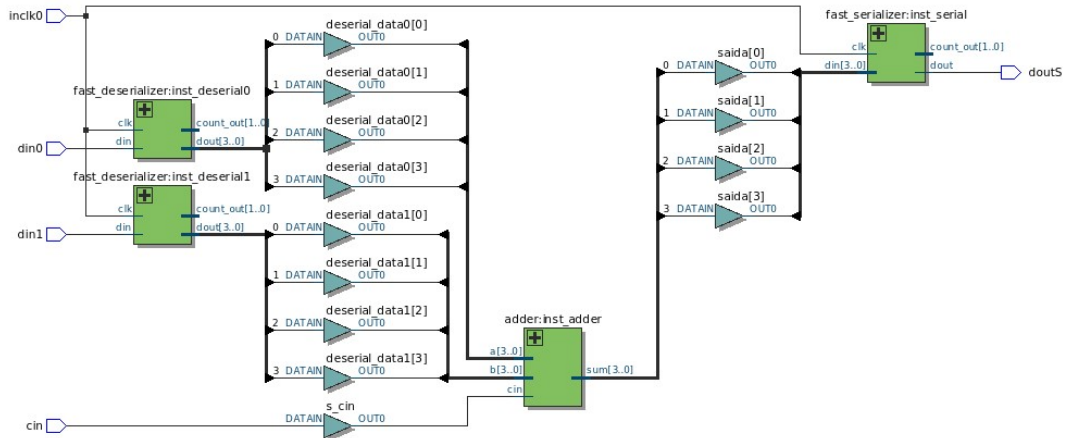 inclk0
fast_deserializer:inst_deserial0
clk
count_out[1..0]
din0
din
dout[3..0]
fast_deserializer:inst_deserial1
clk
count_out[1..0]
din1
din
dout[3..0]
cin
deserial_data0[0]
0 DATAIN OUT0
deserial_data0[1]
1 DATAIN OUT0
deserial_data0[2]
2 DATAIN OUT0
deserial_data0[3]
3 DATAIN OUT0
deserial_data1[0]
0 DATAIN OUT0
deserial_data1[1]
1 DATAIN OUT0
deserial_data1[2]
2 DATAIN OUT0
deserial_data1[3]
3 DATAIN OUT0
s_cin
DATAIN OUT0
adder:inst_adder
a[3..0]
b[3..0] sum[3..0]
cin
saida[0]
0 DATAIN OUT0
saida[1]
1 DATAIN OUT0
saida[2]
2 DATAIN OUT0
saida[3]
3 DATAIN OUT0
fast_serializer:inst_serial
clk count_out[1..0]
din[3..0] dout
doutS